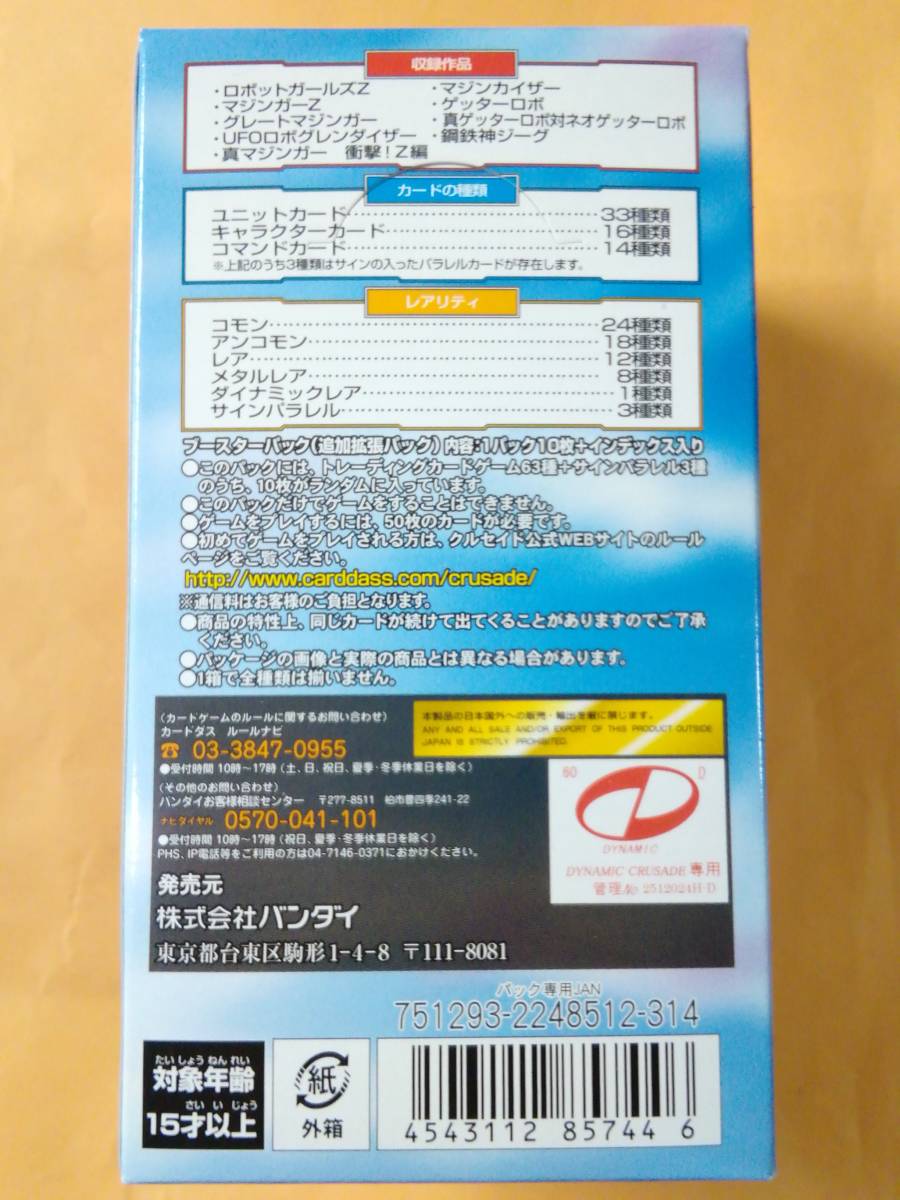 収録作品
・ロボットガールズZ
・マジンガーZ
・グレートマジンガー
・UFOロボグレンダイザー
・真マジンガー 衝撃！Z編
・マジンカイザー
・ゲッターロボ
・真ゲッターロボ対ネオゲッターロボ
・鋼鉄神ジーグ
カードの種類
ユニットカード……………………33種類
キャラクターカード………………16種類
コマンドカード……………………14種類
※上記のうち3種類はサインの入ったパラレルカードが存在します。
レアリティ
コモン……………………24種類
アンコモン………………18種類
レア………………………12種類
メタルレア………………8種類
ダイナミックレア………1種類
サインパラレル…………3種類
ブースターパック(追加拡張パック) 内容:1パック10枚+インデックス入り
●このパックには、トレーディングカードゲーム63種+サインパラレル3種
のうち、10枚がランダムに入っています。
●このパックだけでゲームをすることはできません。
●ゲームをプレイするには、50枚のカードが必要です。
●初めてゲームをプレイされる方は、クルセイド公式WEBサイトのルール
ページをご覧ください。
http://www.carddass.com/crusade/
※通信料はお客様のご負担となります。
●商品の特性上、同じカードが続けて出てくることがありますのでご了承
ください。
●パッケージの画像と実際の商品とは異なる場合があります。
●1箱で全種類は揃いません。
〈カードゲームのルールに関するお問い合わせ〉
カードダス ルールナビ
☎ 03-3847-0955
●受付時間 10時〜17時(土、日、祝日、夏季・冬季休業日を除く)
〈その他のお問い合わせ〉
バンダイお客様相談センター 〒277-8511 柏市豊四季241-22
ナビダイヤル 0570-041-101
●受付時間 10時〜17時(祝日、夏季・冬季休業日を除く)
PHS、IP電話等をご利用の方は04-7146-0371におかけください。
発売元
株式会社バンダイ
東京都台東区駒形1-4-8 〒111-8081
本製品の日本国外への販売・輸出を厳に禁じます。
ANY AND ALL SALE AND/OR EXPORT OF THIS PRODUCT OUTSIDE
JAPAN IS STRICTLY PROHIBITED.
60 D
DYNAMIC
DYNAMIC CRUSADE 専用
管理№ 2512024H-D
パック専用JAN
751293-2248512-314
たいしょうねんれい
対象年齢
さいいじょう
15才以上
紙
外箱
4543112 85744 6